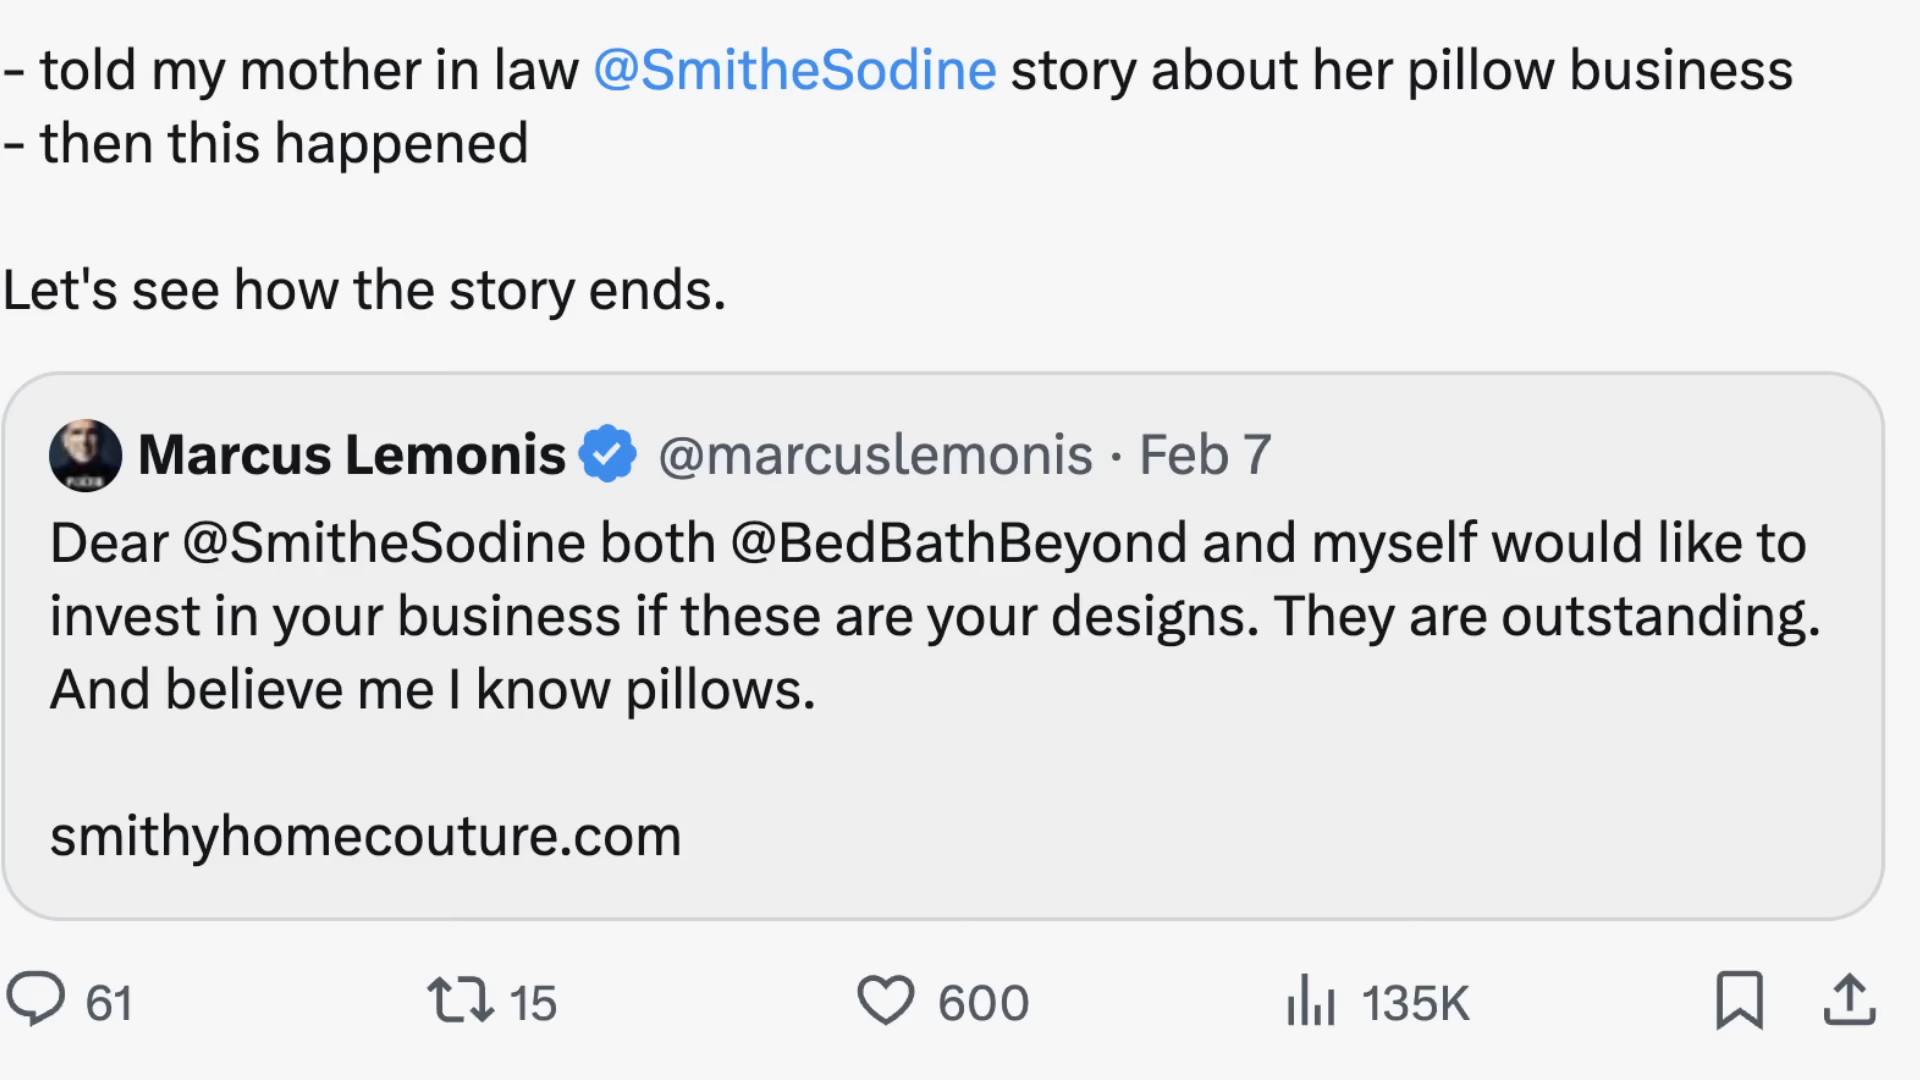 - told my mother in law @SmitheSodine story about her pillow business
- then this happened
Let's see how the story ends.
Marcus Lemonis @marcuslemonis · Feb 7
Dear @SmitheSodine both @BedBathBeyond and myself would like to
invest in your business if these are your designs. They are outstanding.
And believe me I know pillows.
smithyhomecouture.com
61 15 600 135K